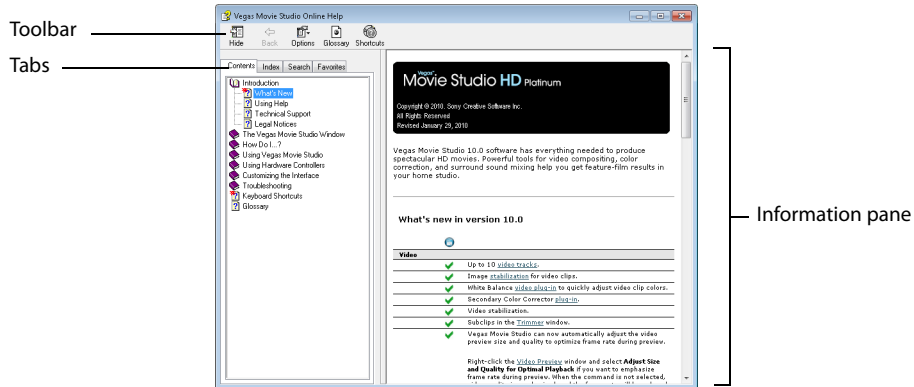 Vegas Movie Studio Online Help
Toolbar
Hide Back Options Glossary Shortcuts
Tabs
Contents Index Search Favorites
Introduction
What's New
Using Help
Technical Support
Legal Notices
The Vegas Movie Studio Window
How Do I...?
Using Vegas Movie Studio
Using Hardware Controllers
Customizing the Interface
Troubleshooting
Keyboard Shortcuts
Glossary
Vegas™
Movie Studio HD Platinum
Copyright © 2010. Sony Creative Software Inc.
All Rights Reserved
Revised January 29, 2010
Vegas Movie Studio 10.0 software has everything needed to produce
spectacular HD movies. Powerful tools for video compositing, color
correction, and surround sound mixing help you get feature-film results in
your home studio.
Information pane
What's new in version 10.0
Video
Up to 10 video tracks.
Image stabilization for video clips.
White Balance video plug-in to quickly adjust video clip colors.
Secondary Color Corrector plug-in.
Video stabilization.
Subclips in the Trimmer window.
Vegas Movie Studio can now automatically adjust the video
preview size and quality to optimize frame rate during preview.
Right-click the Video Preview window and select Adjust Size
and Quality for Optimal Playback if you want to emphasize
frame rate during preview. When the command is not selected,